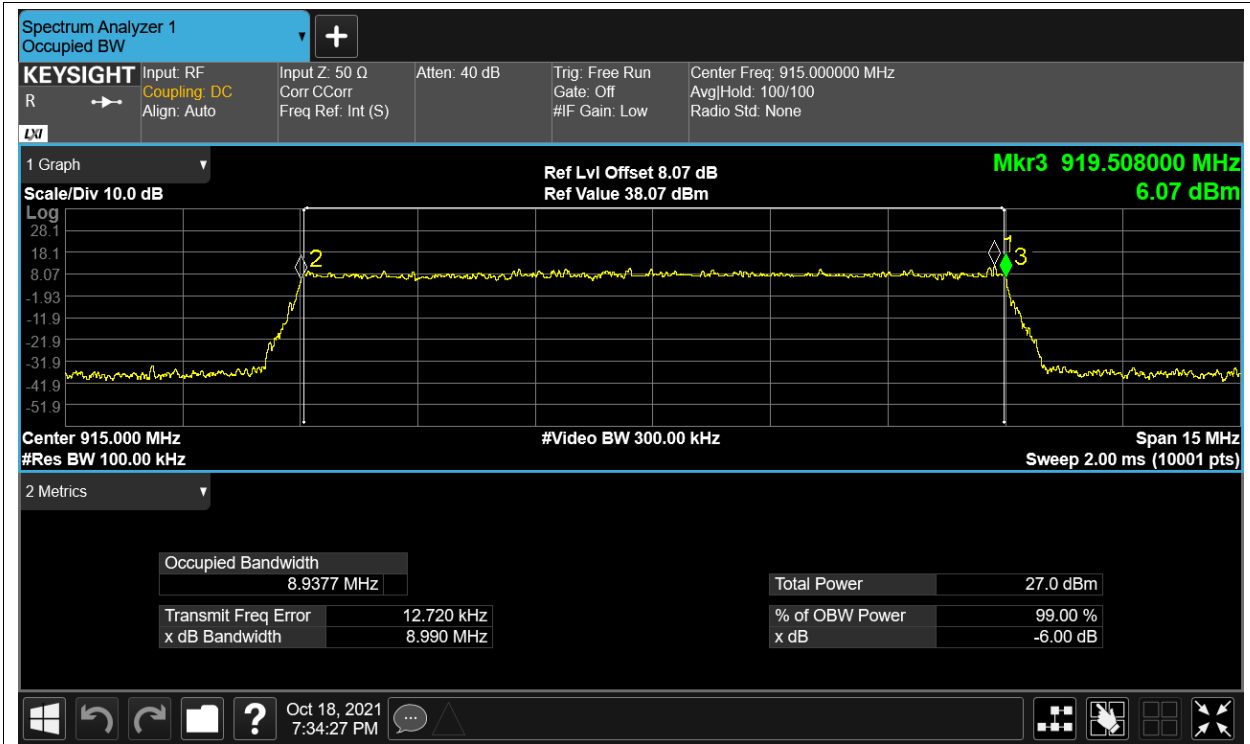 Spectrum Analyzer 1
Occupied BW
KEYSIGHT
R
LXI
Input: RF
Coupling: DC
Align: Auto
Input Z: 50 Ω
Corr CCorr
Freq Ref: Int (S)
Atten: 40 dB
Trig: Free Run
Gate: Off
#IF Gain: Low
Center Freq: 915.000000 MHz
Avg|Hold: 100/100
Radio Std: None
1 Graph
Scale/Div 10.0 dB
Ref Lvl Offset 8.07 dB
Ref Value 38.07 dBm
Mkr3 919.508000 MHz
6.07 dBm
Log
28.1
18.1
8.07
-1.93
-11.9
-21.9
-31.9
-41.9
-51.9
2
1
3
Center 915.000 MHz
#Res BW 100.00 kHz
#Video BW 300.00 kHz
Span 15 MHz
Sweep 2.00 ms (10001 pts)
2 Metrics
Occupied Bandwidth
8.9377 MHz
Transmit Freq Error 12.720 kHz
x dB Bandwidth 8.990 MHz
Total Power 27.0 dBm
% of OBW Power 99.00 %
x dB -6.00 dB
?
Oct 18, 2021
7:34:27 PM